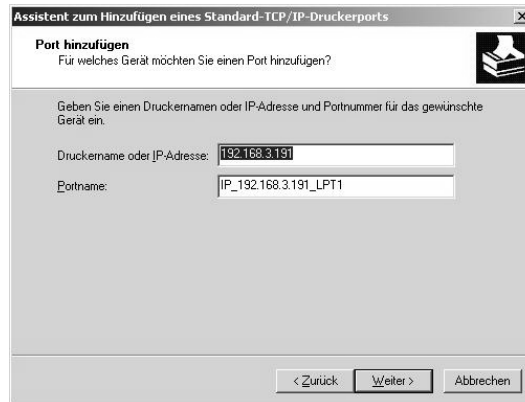 Assistent zum Hinzufügen eines Standard-TCP/IP-Druckerports
Port hinzufügen
Für welches Gerät möchten Sie einen Port hinzufügen?
Geben Sie einen Druckernamen oder IP-Adresse und Portnummer für das gewünschte
Gerät ein.
Druckername oder IP-Adresse: 192.168.3.191
Portname: IP_192.168.3.191_LPT1
< Zurück Weiter > Abbrechen